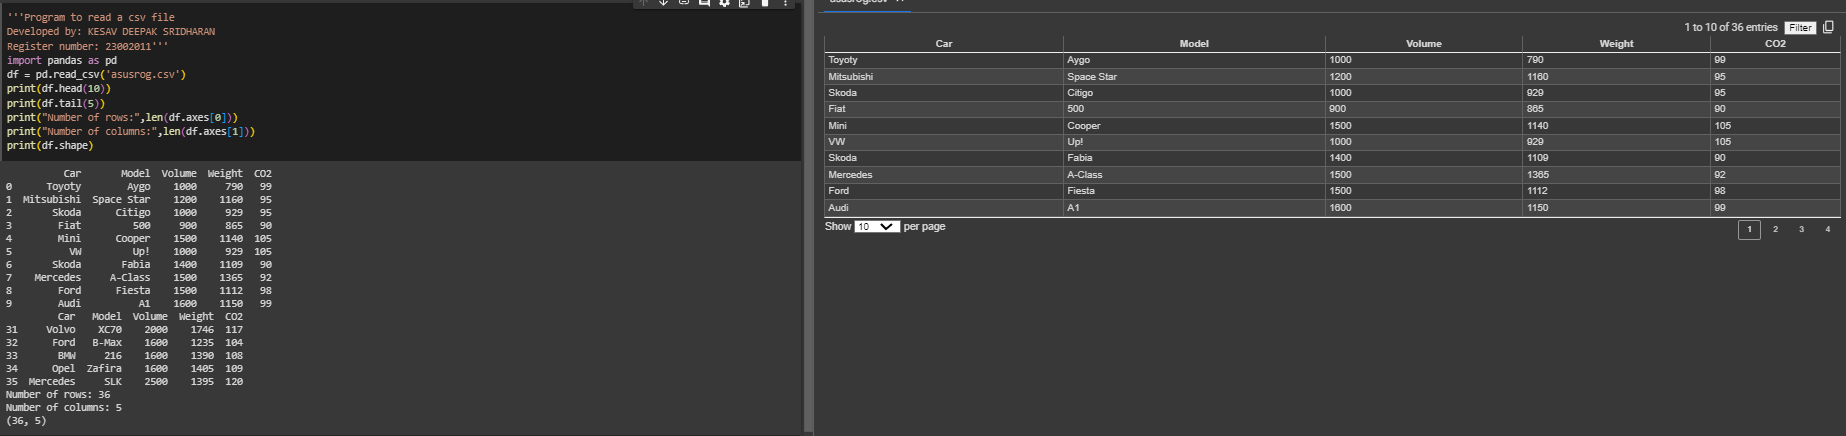 '''Program to read a csv file
Developed by: KESAV DEEPAK SRIDHARAN
Register number: 23002011'''
import pandas as pd
df = pd.read_csv('asusrog.csv')
print(df.head(10))
print(df.tail(5))
print("Number of rows:",len(df.axes[0]))
print("Number of columns:",len(df.axes[1]))
print(df.shape)
Car Model Volume Weight CO2
0 Toyoty Aygo 1000 790 99
1 Mitsubishi Space Star 1200 1160 95
2 Skoda Citigo 1000 929 95
3 Fiat 500 900 865 90
4 Mini Cooper 1500 1140 105
5 VW Up! 1000 929 105
6 Skoda Fabia 1400 1109 90
7 Mercedes A-Class 1500 1365 92
8 Ford Fiesta 1500 1112 98
9 Audi A1 1600 1150 99
Car Model Volume Weight CO2
31 Volvo XC70 2000 1746 117
32 Ford B-Max 1600 1235 104
33 BMW 216 1600 1390 108
34 Opel Zafira 1600 1405 109
35 Mercedes SLK 2500 1395 120
Number of rows: 36
Number of columns: 5
(36, 5)
1 to 10 of 36 entries Filter
Car Model Volume Weight CO2
Toyoty Aygo 1000 790 99
Mitsubishi Space Star 1200 1160 95
Skoda Citigo 1000 929 95
Fiat 500 900 865 90
Mini Cooper 1500 1140 105
VW Up! 1000 929 105
Skoda Fabia 1400 1109 90
Mercedes A-Class 1500 1365 92
Ford Fiesta 1500 1112 98
Audi A1 1600 1150 99
Show 10 per page
1 2 3 4